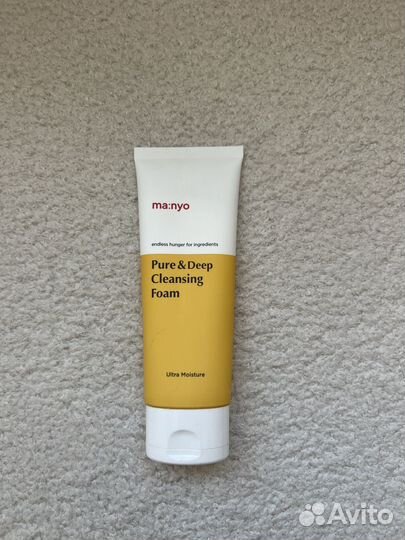 ma:nyo
endless hunger for ingredients
Pure & Deep
Cleansing
Foam
Ultra Moisture
Avito